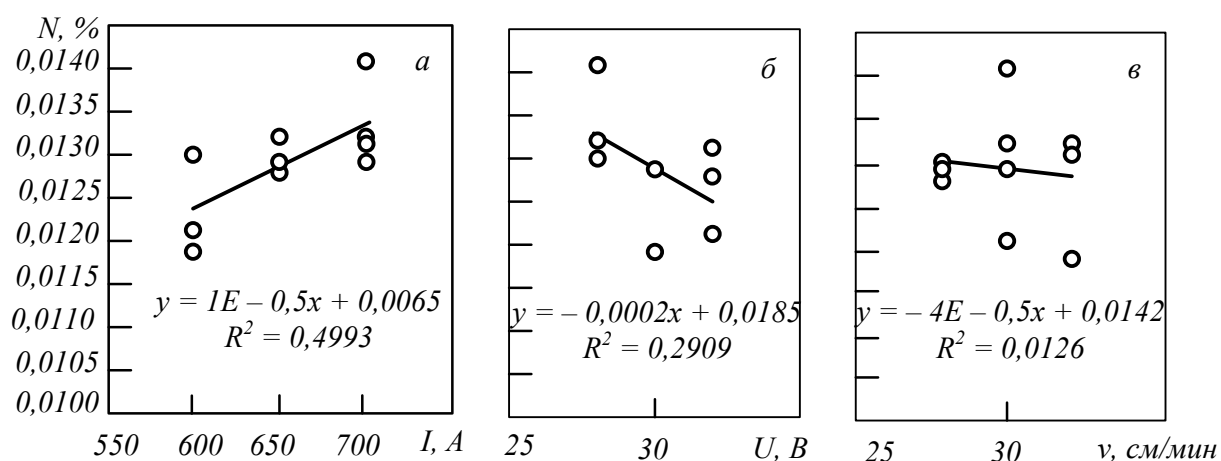 N, %
0,0140
0,0135
0,0130
0,0125
0,0120
0,0115
0,0110
0,0105
0,0100
а
y = 1E – 0,5x + 0,0065
R² = 0,4993
550 600 650 700 I, А
б
y = – 0,0002x + 0,0185
R² = 0,2909
25 30 U, В
в
y = – 4E – 0,5x + 0,0142
R² = 0,0126
25 30 v, см/мин